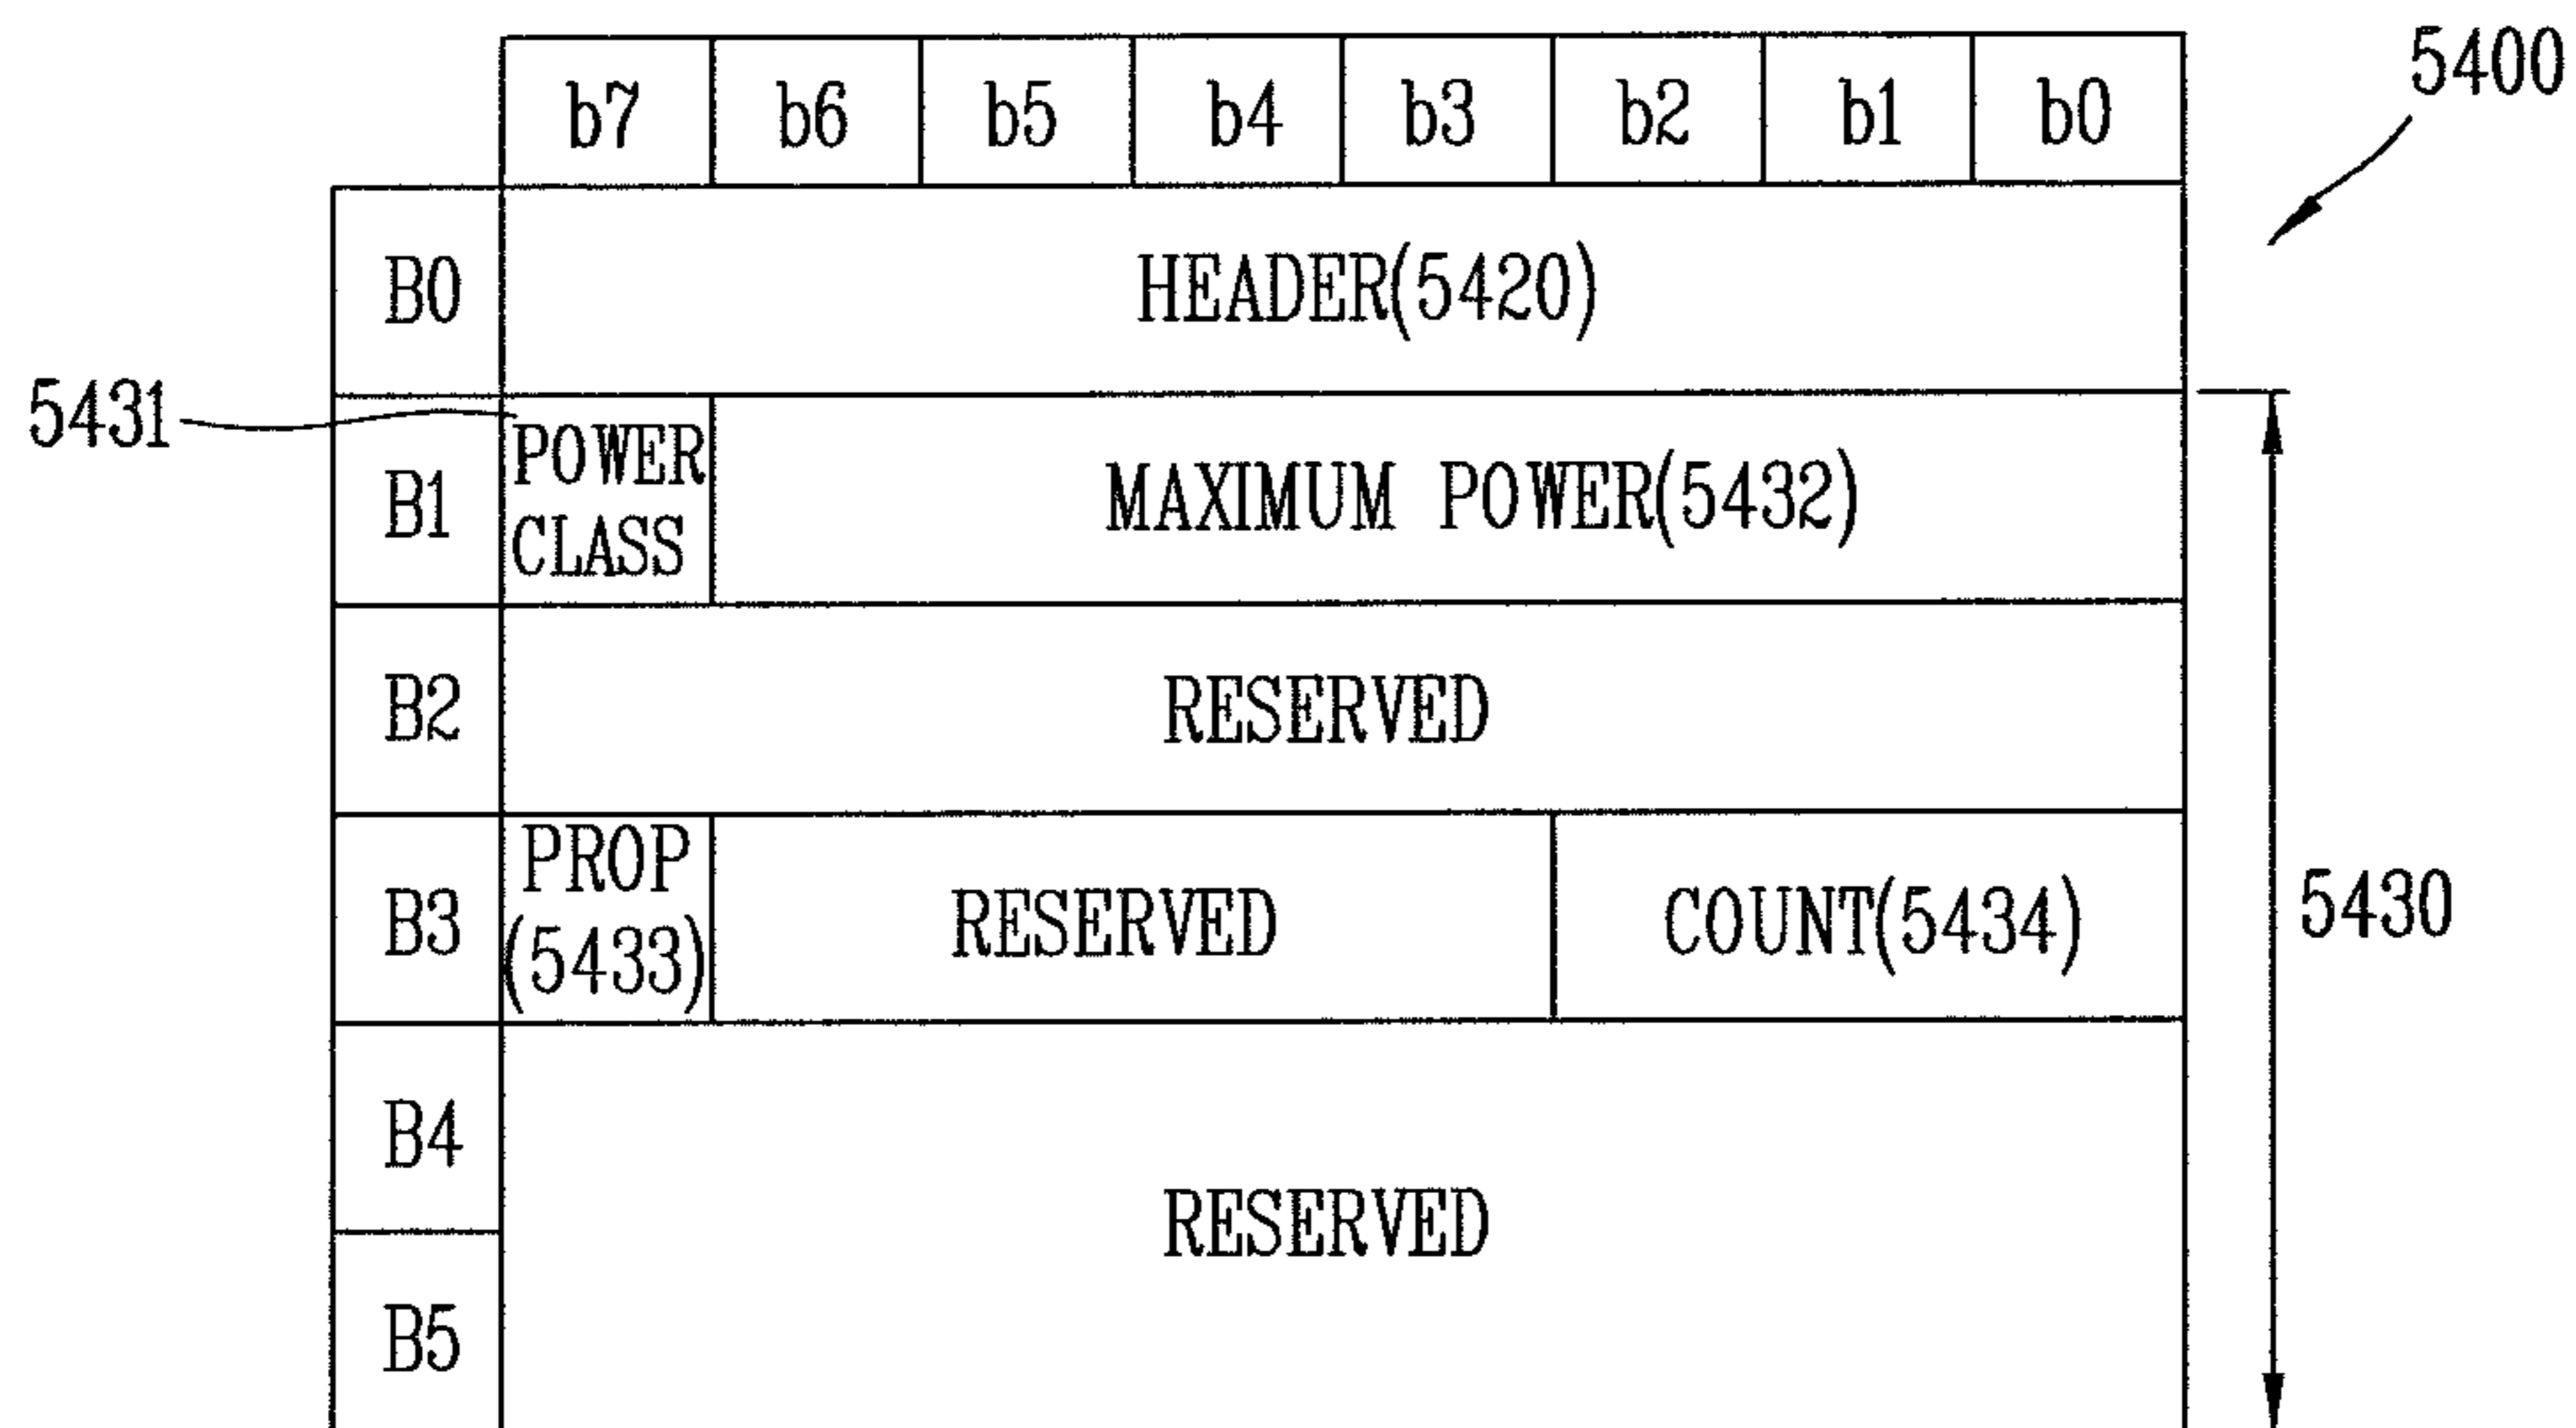 5400
b7 b6 b5 b4 b3 b2 b1 b0
B0 HEADER(5420)
5431
B1 POWER CLASS MAXIMUM POWER(5432)
B2 RESERVED
B3 PROP (5433) RESERVED COUNT(5434)
5430
B4
RESERVED
B5